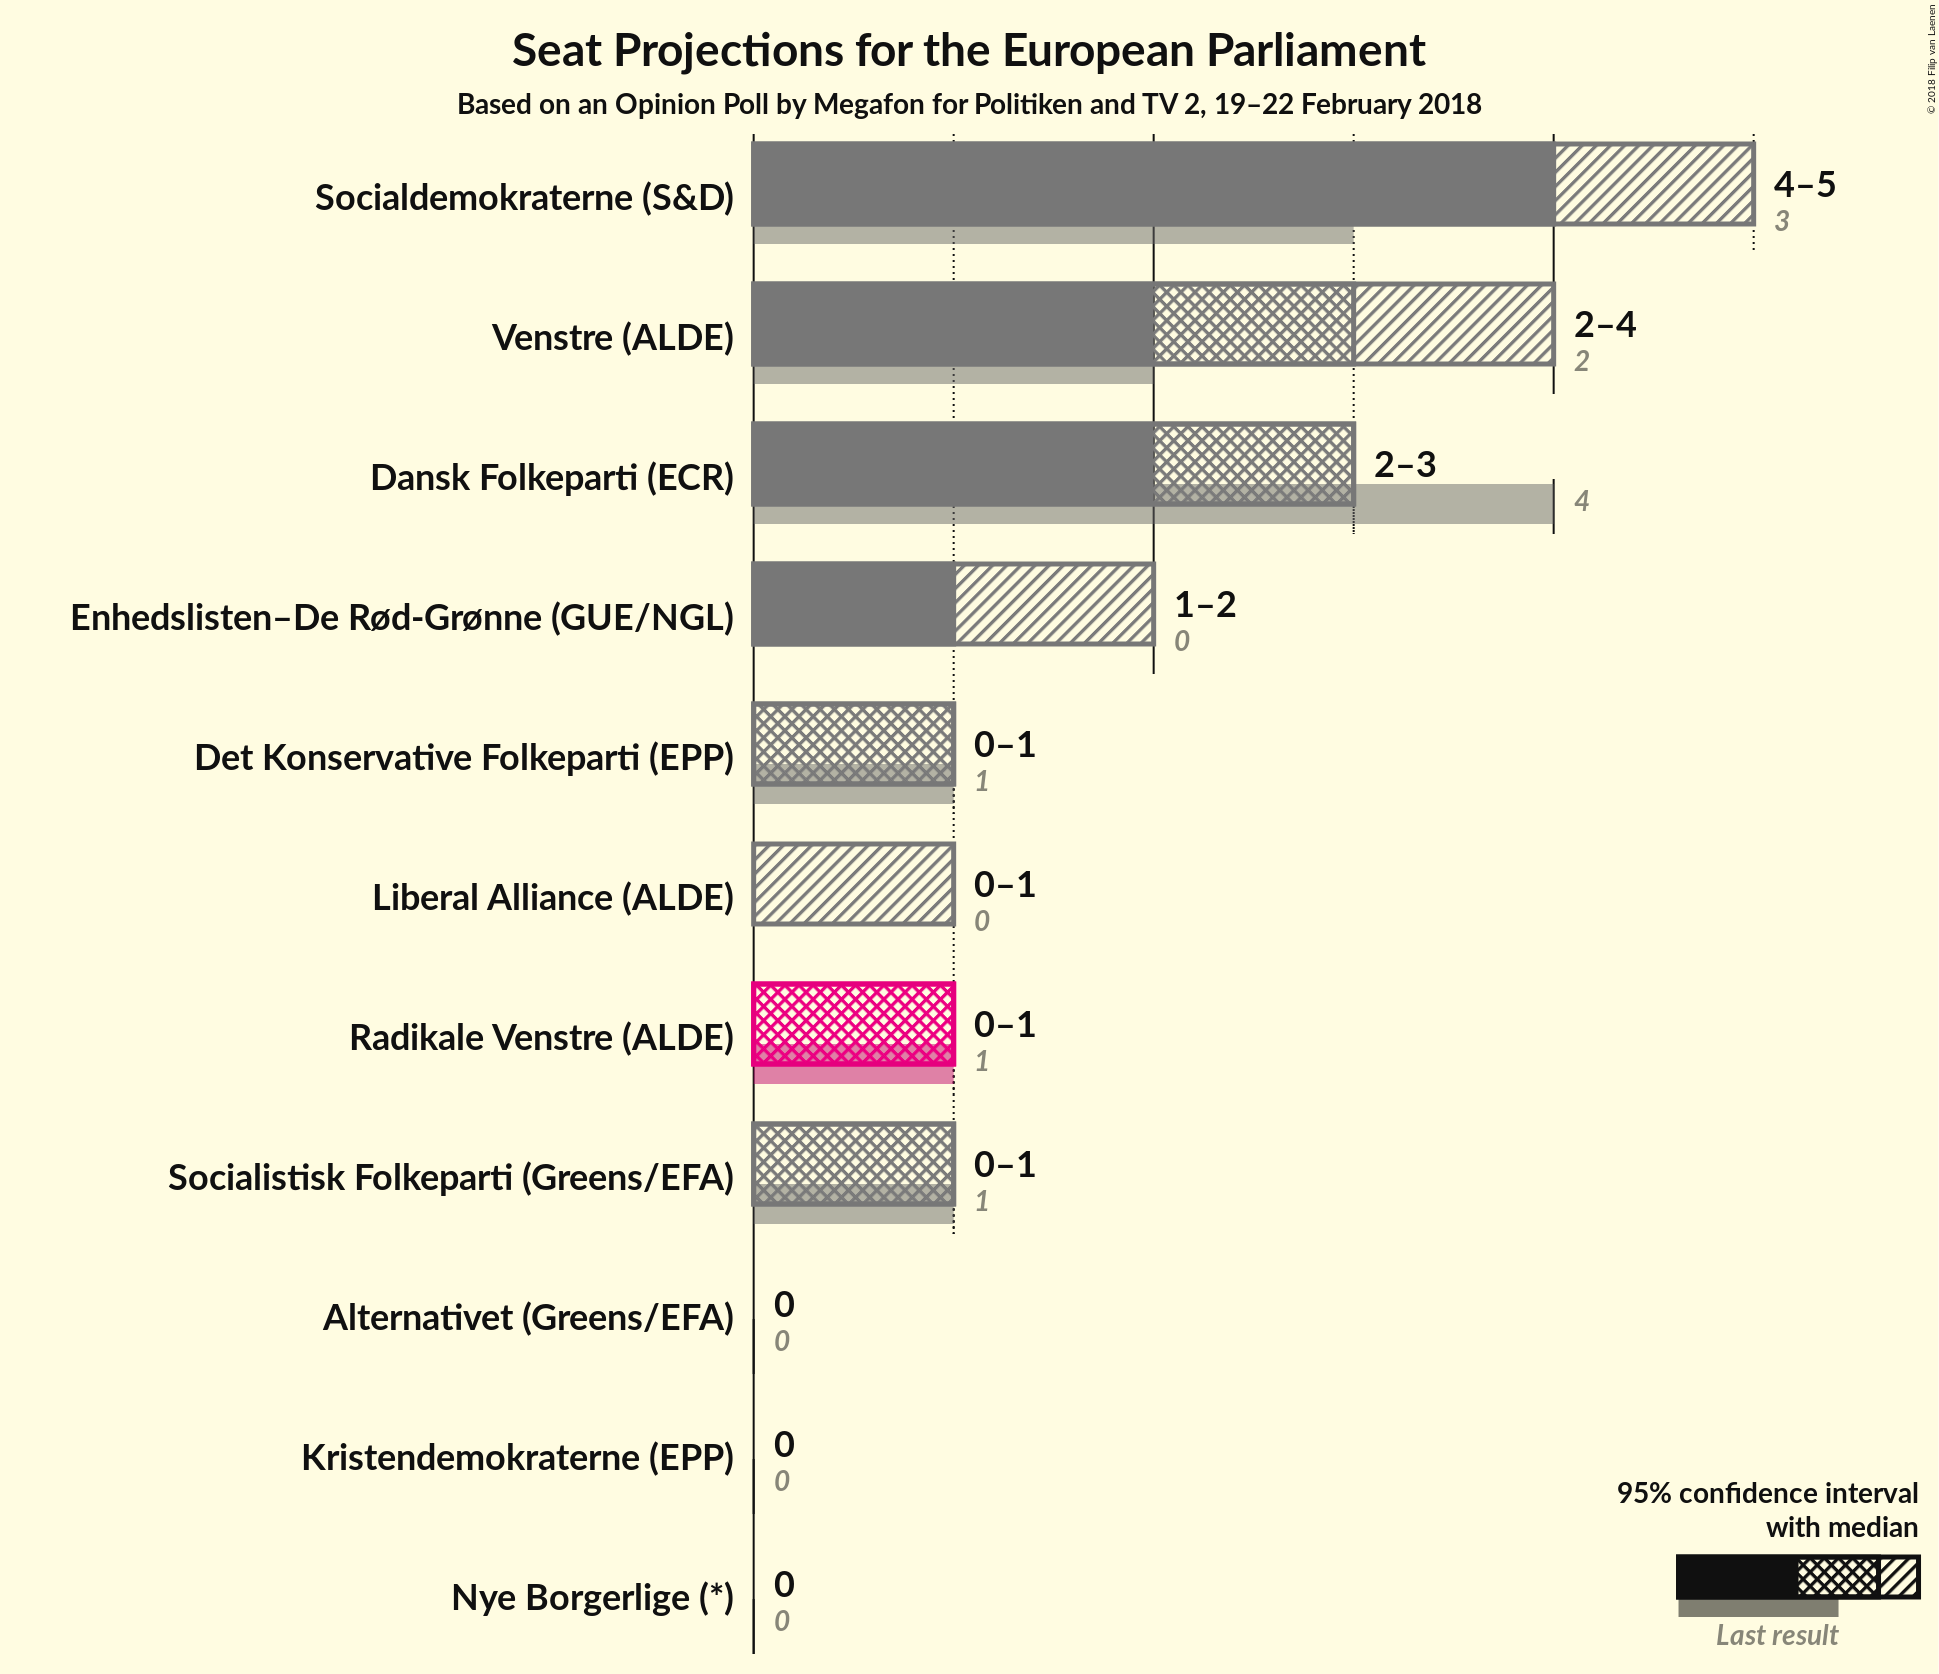 Seat Projections for the European Parliament
Based on an Opinion Poll by Megafon for Politiken and TV 2, 19–22 February 2018
© 2018 Filip van Laenen
Socialdemokraterne (S&D)
4–5
3
Venstre (ALDE)
2–4
2
Dansk Folkeparti (ECR)
2–3
4
Enhedslisten–De Rød-Grønne (GUE/NGL)
1–2
0
Det Konservative Folkeparti (EPP)
0–1
1
Liberal Alliance (ALDE)
0–1
0
Radikale Venstre (ALDE)
0–1
1
Socialistisk Folkeparti (Greens/EFA)
0–1
1
Alternativet (Greens/EFA)
0
0
Kristendemokraterne (EPP)
0
0
Nye Borgerlige (*)
0
0
95% confidence interval
with median
Last result